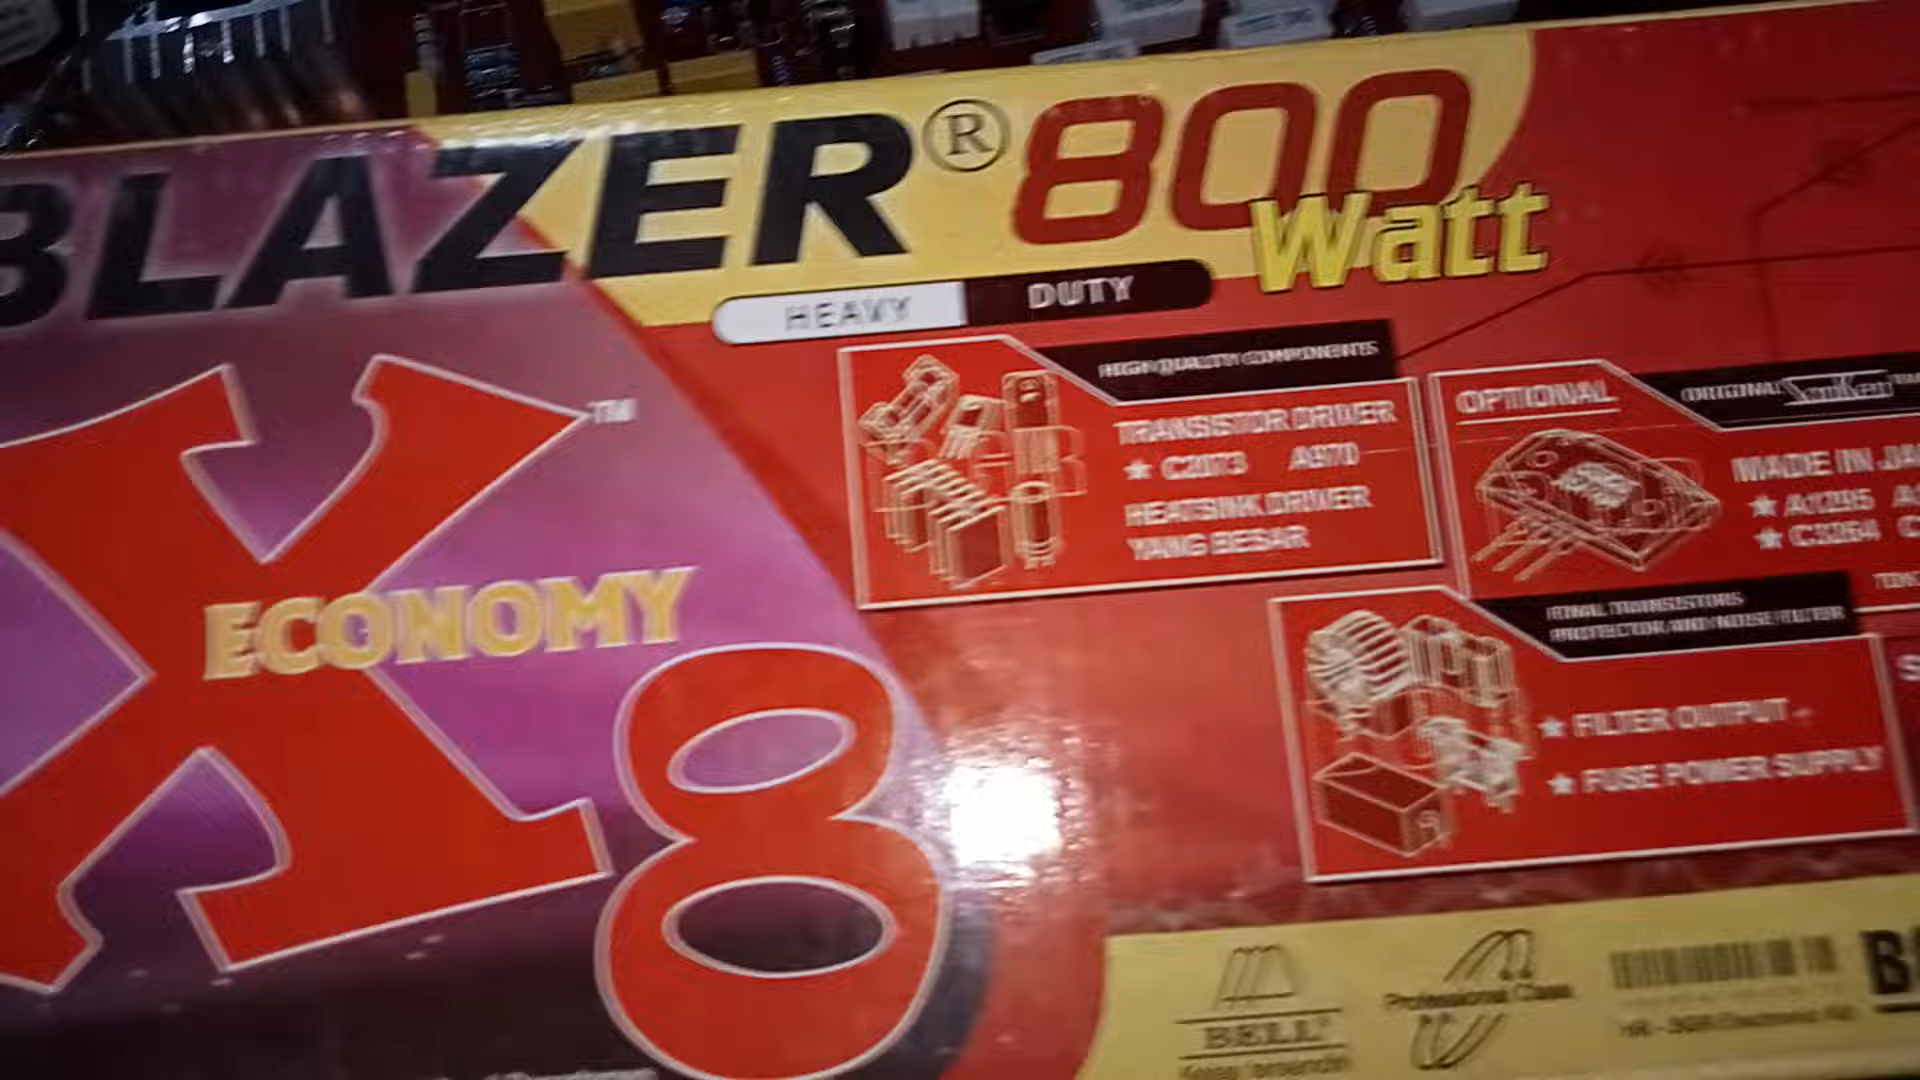 BLAZER® 800
Watt
HEAVY DUTY
X™
ECONOMY
8
HIGH QUALITY COMPONENTS
TRANSISTOR DRIVER
★ C2073 A970
HEATSINK DRIVER
YANG BESAR
OPTIONAL
ORIGINAL SanKen
MADE IN JA
★ A1295
★ C3264
FINAL TRANSISTORS
PROTECTOR AND NOISE FILTER
★ FILTER OUTPUT
★ FUSE POWER SUPPLY
BELL
Professional Class